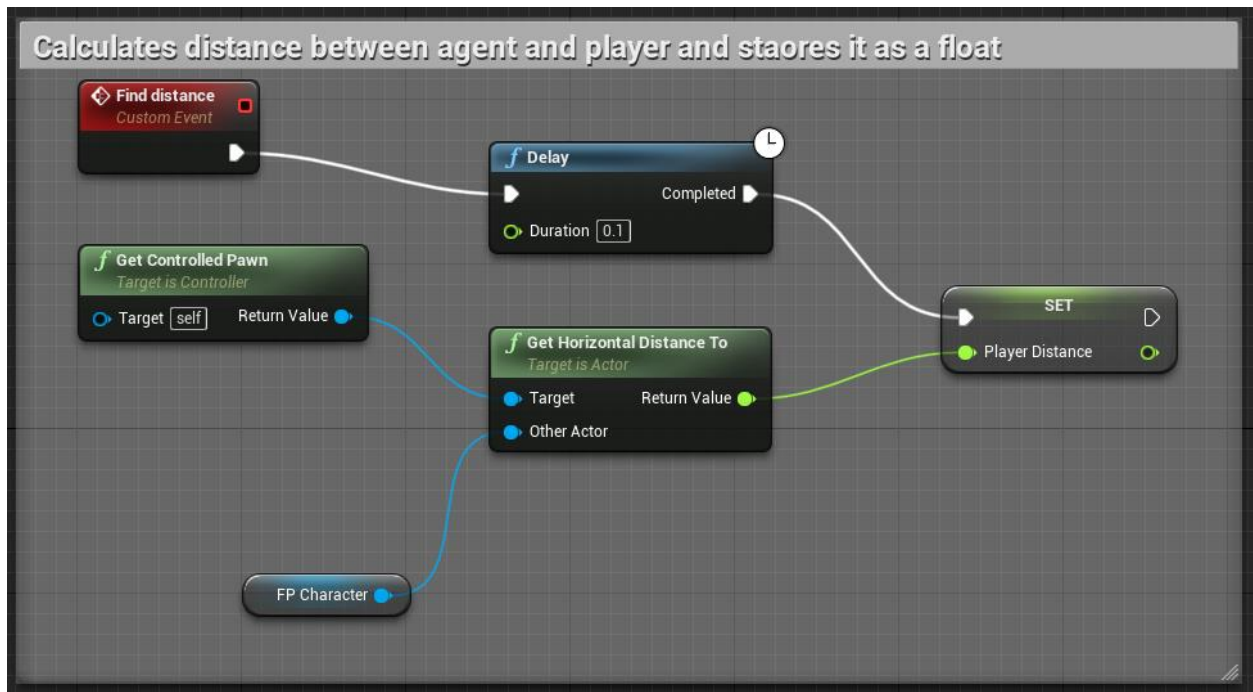 Calculates distance between agent and player and staores it as a float
Find distance
Custom Event
f Delay
Completed
Duration 0.1
f Get Controlled Pawn
Target is Controller
Target self Return Value
f Get Horizontal Distance To
Target is Actor
Target Return Value
Other Actor
SET
Player Distance
FP Character